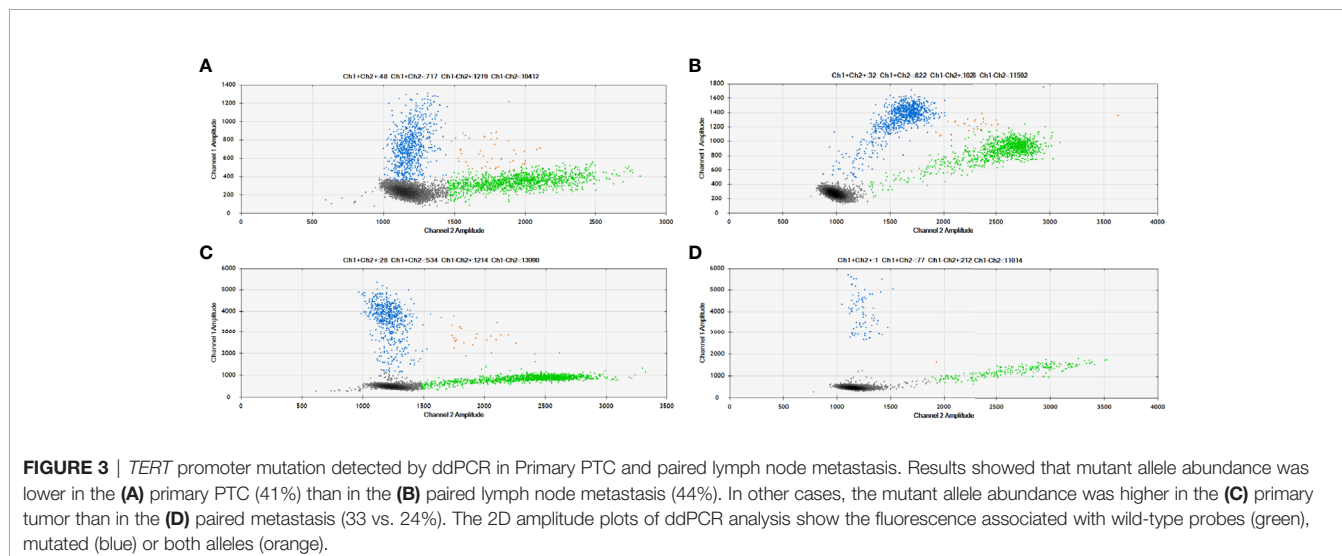 A
Ch1+Ch2+:48 Ch1+Ch2-:717 Ch1-Ch2+:1219 Ch1-Ch2-:10412
1400
1200
1000
800
600
400
200
0
Channel 1 Amplitude
0 500 1000 1500 2000 2500 3000
Channel 2 Amplitude
B
Ch1+Ch2+:32 Ch1+Ch2-:822 Ch1-Ch2+:1026 Ch1-Ch2-:11502
1800
1600
1400
1200
1000
800
600
400
200
0
Channel 1 Amplitude
0 500 1000 1500 2000 2500 3000 3500 4000
Channel 2 Amplitude
C
Ch1+Ch2+:28 Ch1+Ch2-:534 Ch1-Ch2+:1214 Ch1-Ch2-:13990
6000
5000
4000
3000
2000
1000
0
Channel 1 Amplitude
0 500 1000 1500 2000 2500 3000 3500
Channel 2 Amplitude
D
Ch1+Ch2+:1 Ch1+Ch2-:77 Ch1-Ch2+:212 Ch1-Ch2-:11014
6000
5000
4000
3000
2000
1000
0
Channel 1 Amplitude
0 500 1000 1500 2000 2500 3000 3500 4000
Channel 2 Amplitude
FIGURE 3 | TERT promoter mutation detected by ddPCR in Primary PTC and paired lymph node metastasis. Results showed that mutant allele abundance was
lower in the (A) primary PTC (41%) than in the (B) paired lymph node metastasis (44%). In other cases, the mutant allele abundance was higher in the (C) primary
tumor than in the (D) paired metastasis (33 vs. 24%). The 2D amplitude plots of ddPCR analysis show the fluorescence associated with wild-type probes (green),
mutated (blue) or both alleles (orange).